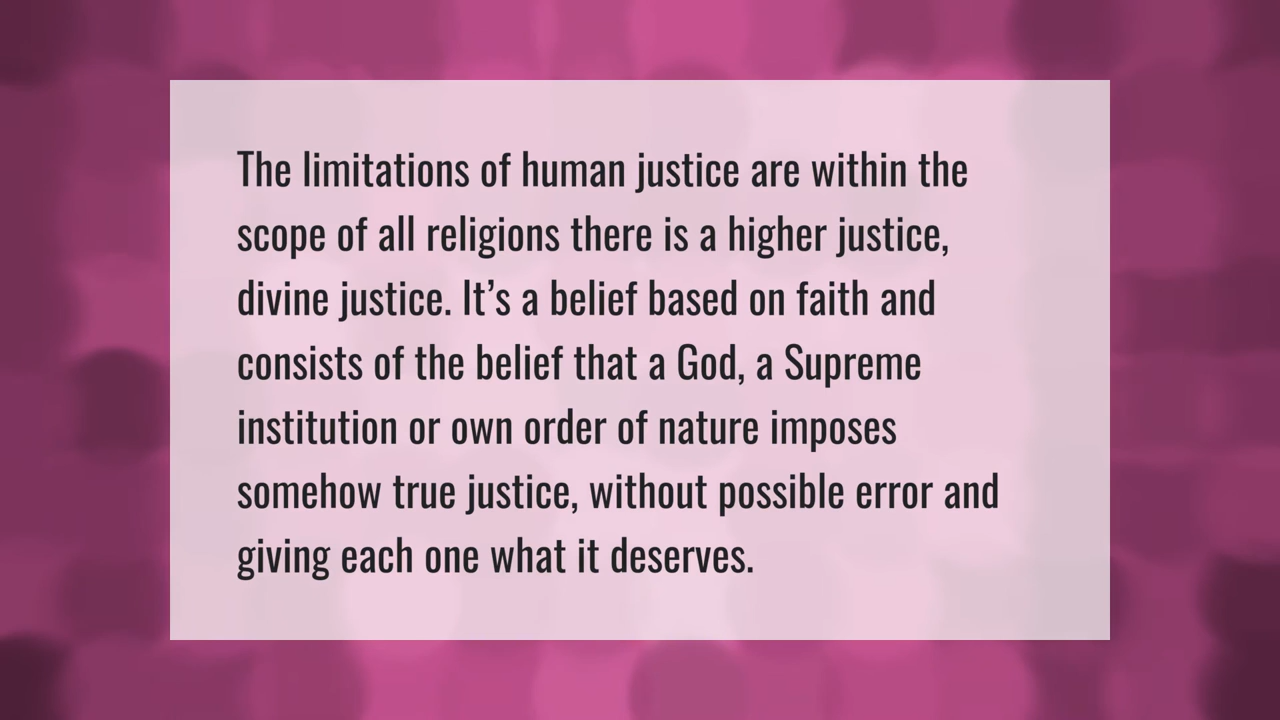 The limitations of human justice are within the
scope of all religions there is a higher justice,
divine justice. It’s a belief based on faith and
consists of the belief that a God, a Supreme
institution or own order of nature imposes
somehow true justice, without possible error and
giving each one what it deserves.